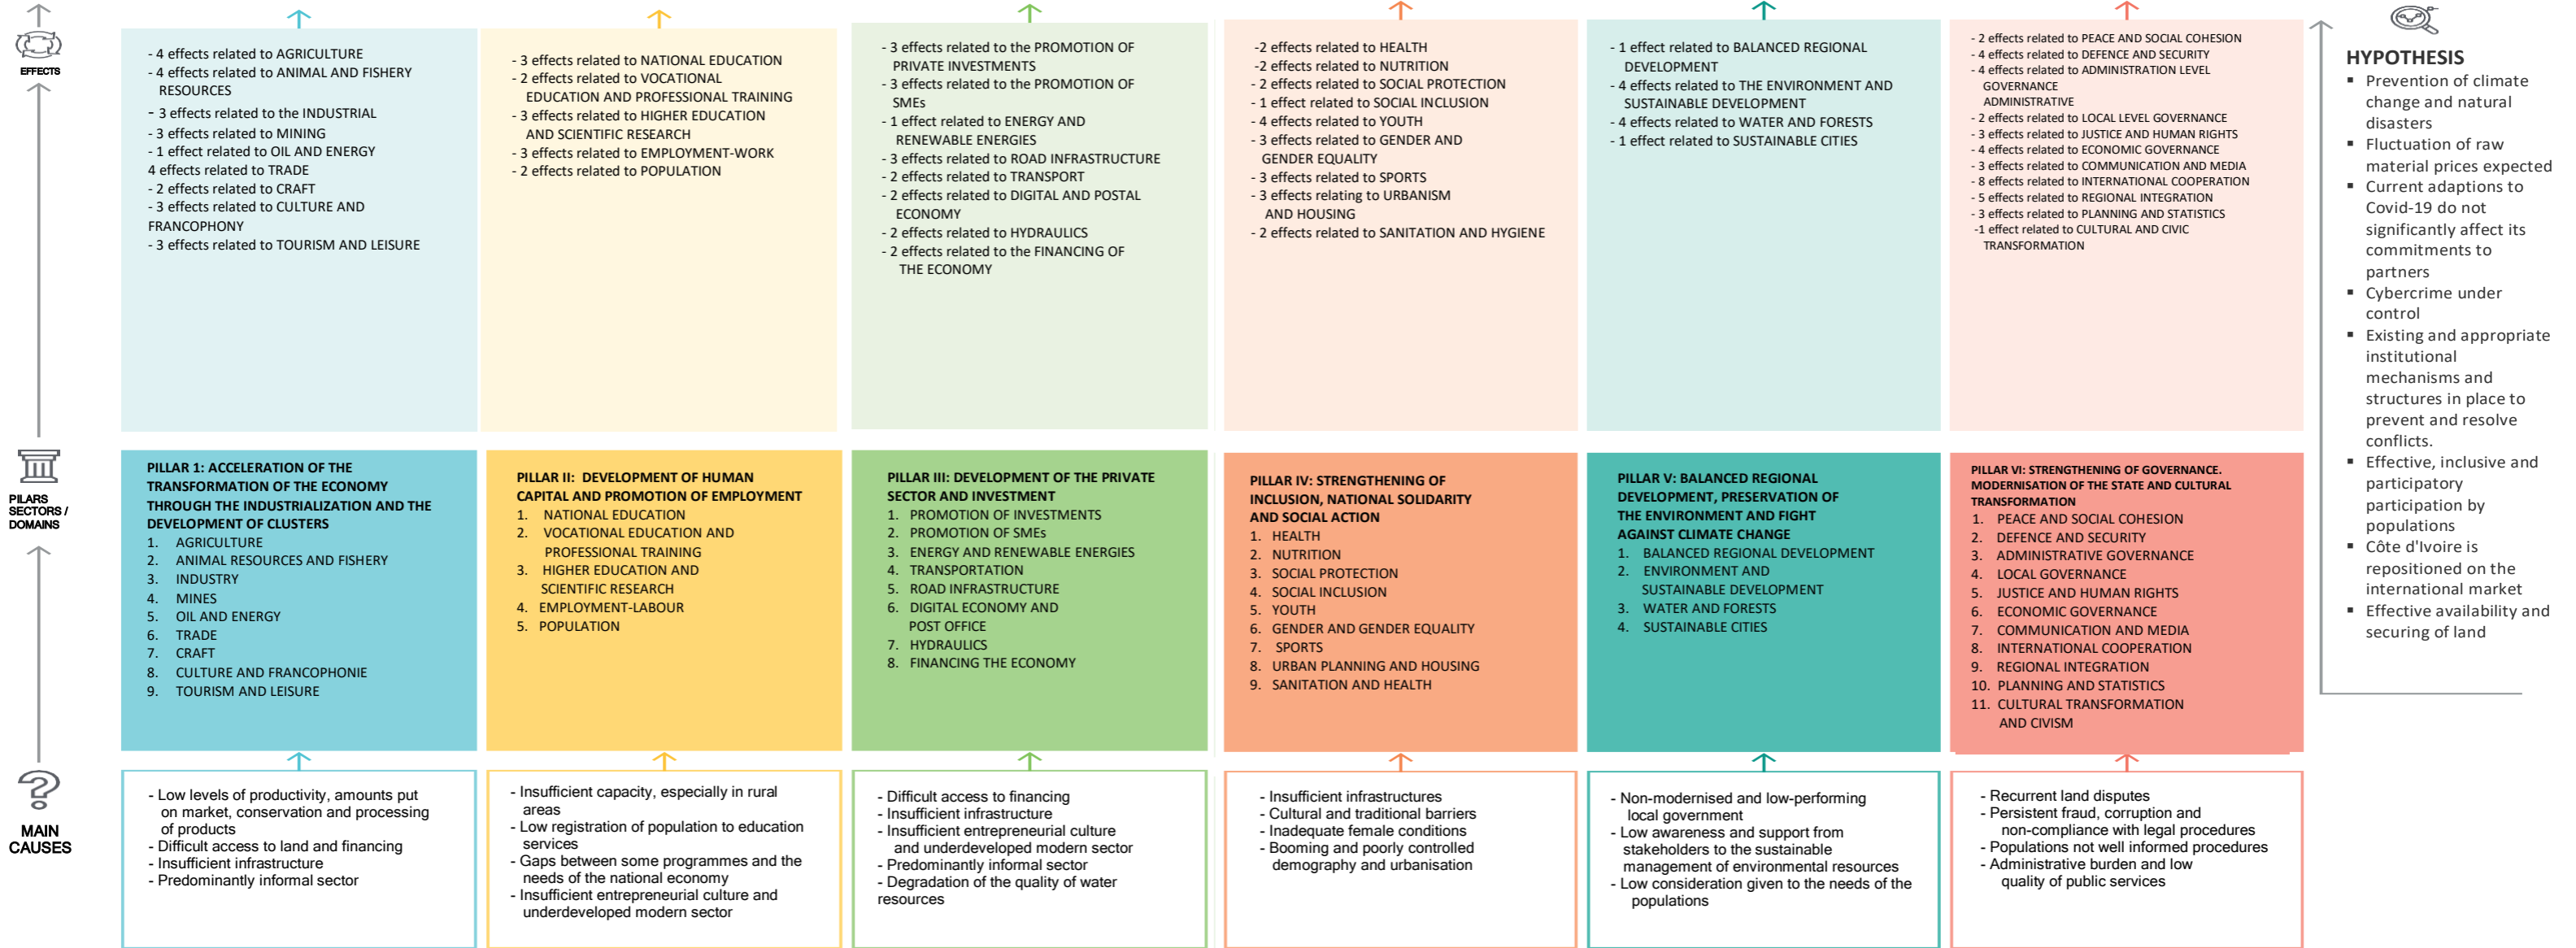 EFFECTS
- 4 effects related to AGRICULTURE
- 4 effects related to ANIMAL AND FISHERY
RESOURCES
- 3 effects related to the INDUSTRIAL
- 3 effects related to MINING
- 1 effect related to OIL AND ENERGY
4 effects related to TRADE
- 2 effects related to CRAFT
- 3 effects related to CULTURE AND
FRANCOPHONY
- 3 effects related to TOURISM AND LEISURE
- 3 effects related to NATIONAL EDUCATION
- 2 effects related to VOCATIONAL
EDUCATION AND PROFESSIONAL TRAINING
- 3 effects related to HIGHER EDUCATION
AND SCIENTIFIC RESEARCH
- 3 effects related to EMPLOYMENT-WORK
- 2 effects related to POPULATION
- 3 effects related to the PROMOTION OF
PRIVATE INVESTMENTS
- 3 effects related to the PROMOTION OF
SMEs
- 1 effect related to ENERGY AND
RENEWABLE ENERGIES
- 3 effects related to ROAD INFRASTRUCTURE
- 2 effects related to TRANSPORT
- 2 effects related to DIGITAL AND POSTAL
ECONOMY
- 2 effects related to HYDRAULICS
- 2 effects related to the FINANCING OF
THE ECONOMY
-2 effects related to HEALTH
-2 effects related to NUTRITION
- 2 effects related to SOCIAL PROTECTION
- 1 effect related to SOCIAL INCLUSION
- 4 effects related to YOUTH
- 3 effects related to GENDER AND
GENDER EQUALITY
- 3 effects related to SPORTS
- 3 effects relating to URBANISM
AND HOUSING
- 2 effects related to SANITATION AND HYGIENE
- 1 effect related to BALANCED REGIONAL
DEVELOPMENT
- 4 effects related to THE ENVIRONMENT AND
SUSTAINABLE DEVELOPMENT
- 4 effects related to WATER AND FORESTS
- 1 effect related to SUSTAINABLE CITIES
- 2 effects related to PEACE AND SOCIAL COHESION
- 4 effects related to DEFENCE AND SECURITY
- 4 effects related to ADMINISTRATION LEVEL
GOVERNANCE
ADMINISTRATIVE
- 2 effects related to LOCAL LEVEL GOVERNANCE
- 3 effects related to JUSTICE AND HUMAN RIGHTS
- 4 effects related to ECONOMIC GOVERNANCE
- 3 effects related to COMMUNICATION AND MEDIA
- 8 effects related to INTERNATIONAL COOPERATION
- 5 effects related to REGIONAL INTEGRATION
- 3 effects related to PLANNING AND STATISTICS
-1 effect related to CULTURAL AND CIVIC
TRANSFORMATION
HYPOTHESIS
▪ Prevention of climate
change and natural
disasters
▪ Fluctuation of raw
material prices expected
▪ Current adaptions to
Covid-19 do not
significantly affect its
commitments to
partners
▪ Cybercrime under
control
▪ Existing and appropriate
institutional
mechanisms and
structures in place to
prevent and resolve
conflicts.
▪ Effective, inclusive and
participatory
participation by
populations
▪ Côte d'Ivoire is
repositioned on the
international market
▪ Effective availability and
securing of land
PILARS
SECTORS /
DOMAINS
PILLAR 1: ACCELERATION OF THE
TRANSFORMATION OF THE ECONOMY
THROUGH THE INDUSTRIALIZATION AND THE
DEVELOPMENT OF CLUSTERS
1. AGRICULTURE
2. ANIMAL RESOURCES AND FISHERY
3. INDUSTRY
4. MINES
5. OIL AND ENERGY
6. TRADE
7. CRAFT
8. CULTURE AND FRANCOPHONIE
9. TOURISM AND LEISURE
PILLAR II: DEVELOPMENT OF HUMAN
CAPITAL AND PROMOTION OF EMPLOYMENT
1. NATIONAL EDUCATION
2. VOCATIONAL EDUCATION AND
PROFESSIONAL TRAINING
3. HIGHER EDUCATION AND
SCIENTIFIC RESEARCH
4. EMPLOYMENT-LABOUR
5. POPULATION
PILLAR III: DEVELOPMENT OF THE PRIVATE
SECTOR AND INVESTMENT
1. PROMOTION OF INVESTMENTS
2. PROMOTION OF SMEs
3. ENERGY AND RENEWABLE ENERGIES
4. TRANSPORTATION
5. ROAD INFRASTRUCTURE
6. DIGITAL ECONOMY AND
POST OFFICE
7. HYDRAULICS
8. FINANCING THE ECONOMY
PILLAR IV: STRENGTHENING OF
INCLUSION, NATIONAL SOLIDARITY
AND SOCIAL ACTION
1. HEALTH
2. NUTRITION
3. SOCIAL PROTECTION
4. SOCIAL INCLUSION
5. YOUTH
6. GENDER AND GENDER EQUALITY
7. SPORTS
8. URBAN PLANNING AND HOUSING
9. SANITATION AND HEALTH
PILLAR V: BALANCED REGIONAL
DEVELOPMENT, PRESERVATION OF
THE ENVIRONMENT AND FIGHT
AGAINST CLIMATE CHANGE
1. BALANCED REGIONAL DEVELOPMENT
2. ENVIRONMENT AND
SUSTAINABLE DEVELOPMENT
3. WATER AND FORESTS
4. SUSTAINABLE CITIES
PILLAR VI: STRENGTHENING OF GOVERNANCE.
MODERNISATION OF THE STATE AND CULTURAL
TRANSFORMATION
1. PEACE AND SOCIAL COHESION
2. DEFENCE AND SECURITY
3. ADMINISTRATIVE GOVERNANCE
4. LOCAL GOVERNANCE
5. JUSTICE AND HUMAN RIGHTS
6. ECONOMIC GOVERNANCE
7. COMMUNICATION AND MEDIA
8. INTERNATIONAL COOPERATION
9. REGIONAL INTEGRATION
10. PLANNING AND STATISTICS
11. CULTURAL TRANSFORMATION
AND CIVISM
MAIN
CAUSES
- Low levels of productivity, amounts put
on market, conservation and processing
of products
- Difficult access to land and financing
- Insufficient infrastructure
- Predominantly informal sector
- Insufficient capacity, especially in rural
areas
- Low registration of population to education
services
- Gaps between some programmes and the
needs of the national economy
- Insufficient entrepreneurial culture and
underdeveloped modern sector
- Difficult access to financing
- Insufficient infrastructure
- Insufficient entrepreneurial culture
and underdeveloped modern sector
- Predominantly informal sector
- Degradation of the quality of water
resources
- Insufficient infrastructures
- Cultural and traditional barriers
- Inadequate female conditions
- Booming and poorly controlled
demography and urbanisation
- Non-modernised and low-performing
local government
- Low awareness and support from
stakeholders to the sustainable
management of environmental resources
- Low consideration given to the needs of the
populations
- Recurrent land disputes
- Persistent fraud, corruption and
non-compliance with legal procedures
- Populations not well informed procedures
- Administrative burden and low
quality of public services